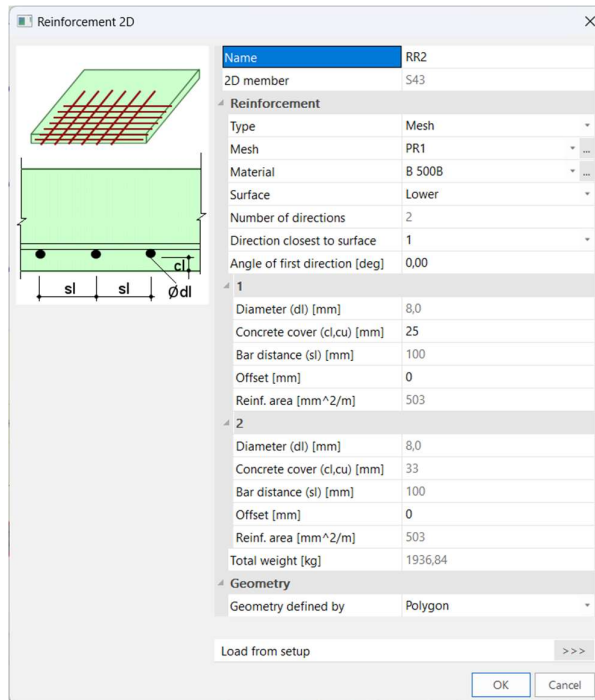 Reinforcement 2D
cl
sl
sl
Ødl
Name RR2
2D member S43
Reinforcement
Type Mesh
Mesh PR1 ...
Material B 500B ...
Surface Lower
Number of directions 2
Direction closest to surface 1
Angle of first direction [deg] 0,00
1
Diameter (dl) [mm] 8,0
Concrete cover (cl,cu) [mm] 25
Bar distance (sl) [mm] 100
Offset [mm] 0
Reinf. area [mm^2/m] 503
2
Diameter (dl) [mm] 8,0
Concrete cover (cl,cu) [mm] 33
Bar distance (sl) [mm] 100
Offset [mm] 0
Reinf. area [mm^2/m] 503
Total weight [kg] 1936,84
Geometry
Geometry defined by Polygon
Load from setup >>>
OK Cancel